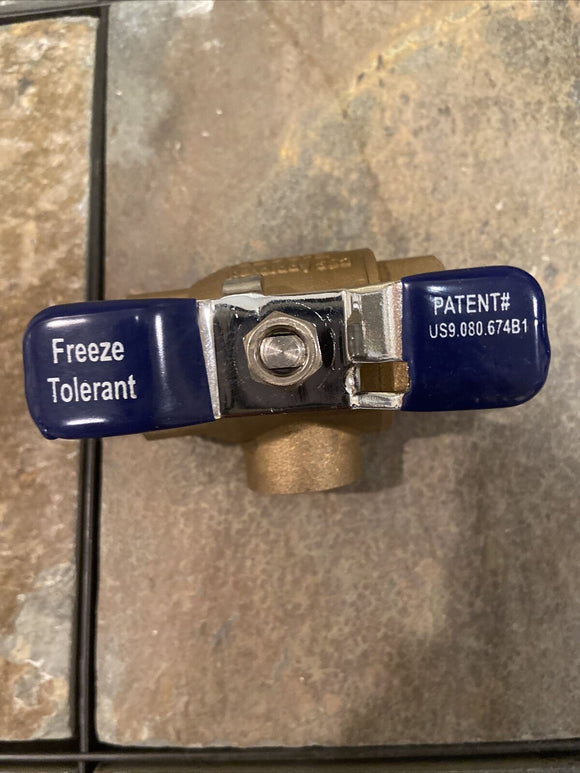 Freeze
Tolerant
PATENT#
US9.080.674B1